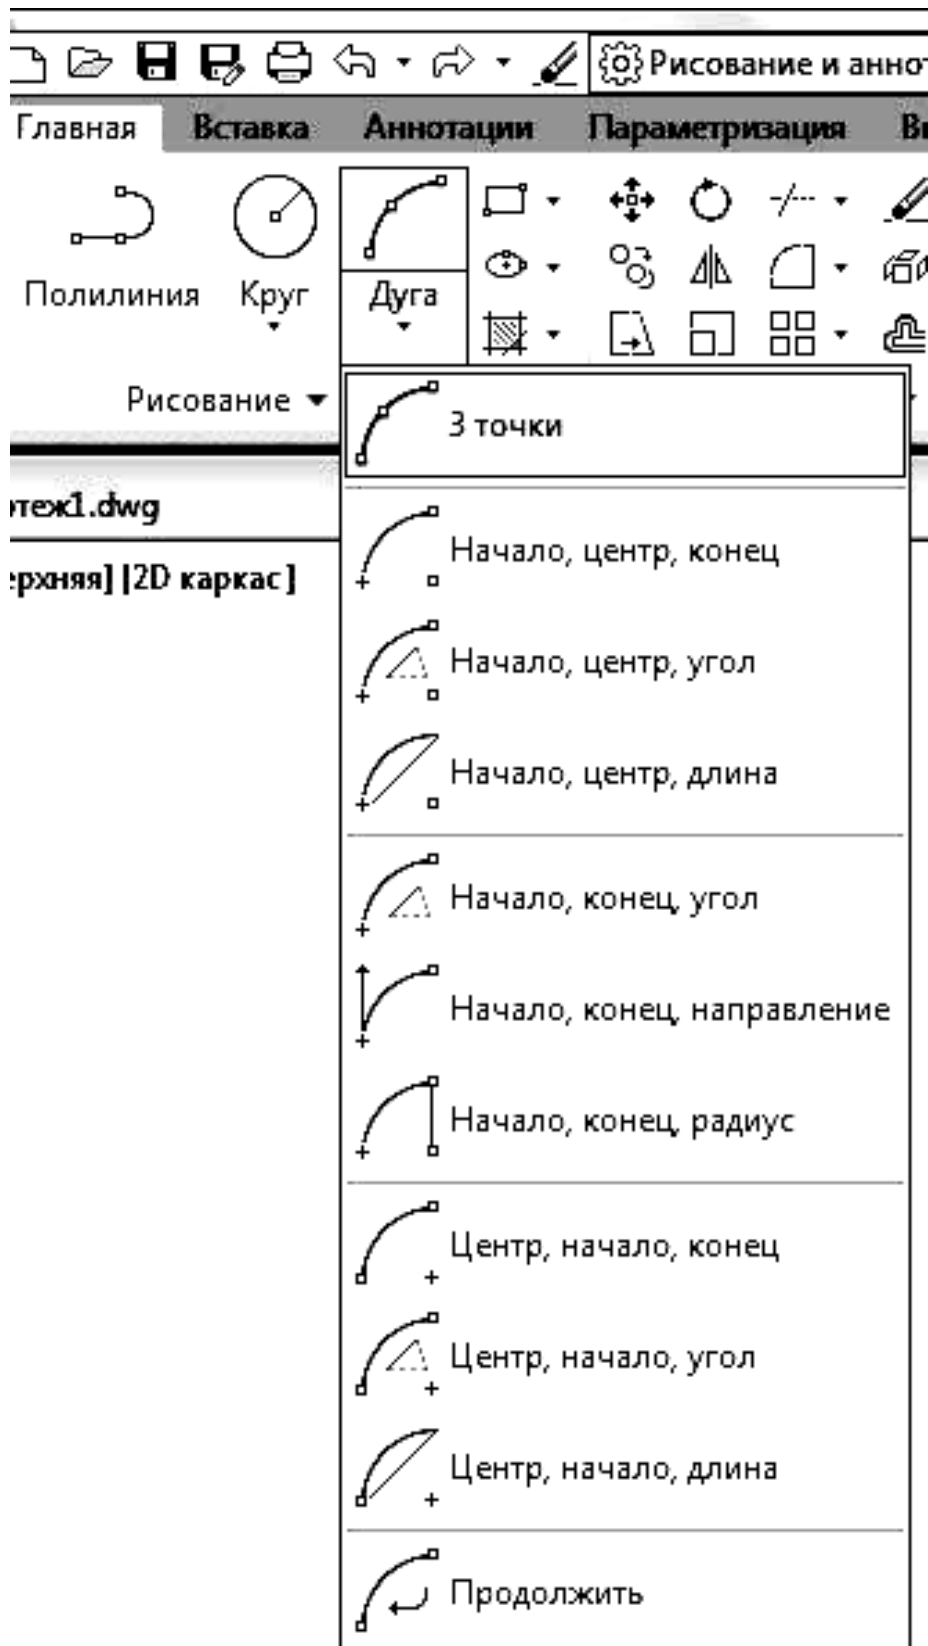 Рисование и
Главная Вставка Аннотации Параметризация
Полилиния Круг Дуга
Рисование
отеж1.dwg
ерхняя] |2D каркас]
3 точки
Начало, центр, конец
Начало, центр, угол
Начало, центр, длина
Начало, конец, угол
Начало, конец, направление
Начало, конец, радиус
Центр, начало, конец
Центр, начало, угол
Центр, начало, длина
Продолжить